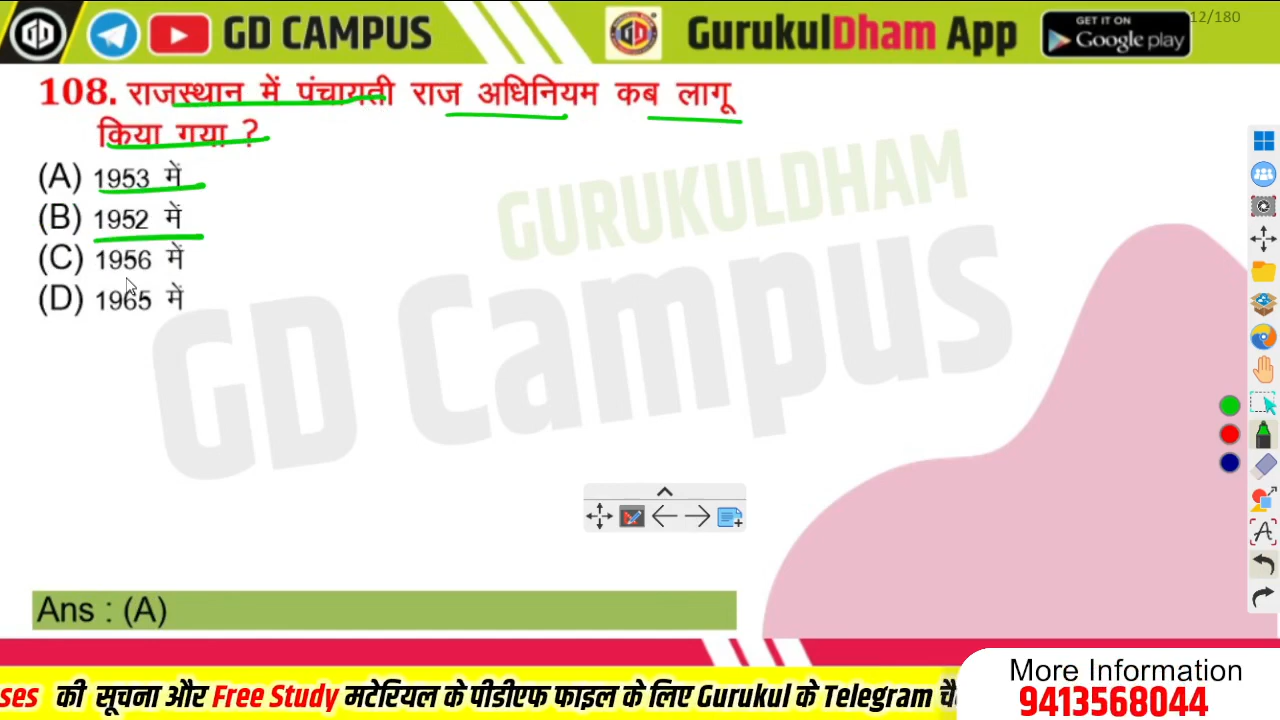 GD CAMPUS
GurukulDham App
GET IT ON
Google play
12/180
108. राजस्थान में पंचायती राज अधिनियम कब लागू
किया गया ?
(A) 1953 में
(B) 1952 में
(C) 1956 में
(D) 1965 में
GURUKULDHAM
GD Campus
Ans : (A)
More Information
9413568044
ses की सूचना और Free Study मटेरियल के पीडीएफ फाइल के लिए Gurukul के Telegram चै